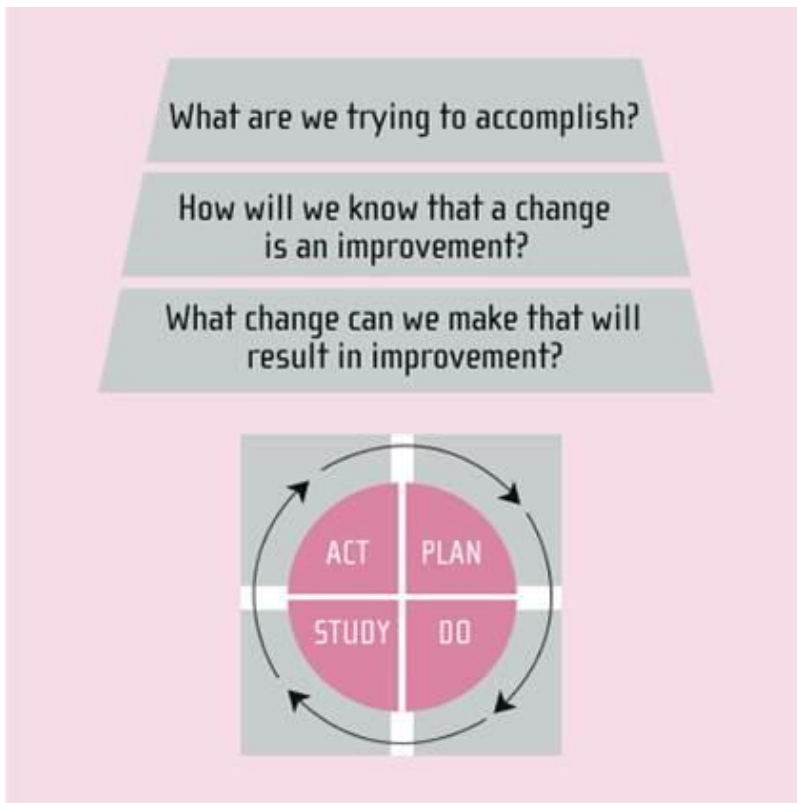 What are we trying to accomplish?
How will we know that a change
is an improvement?
What change can we make that will
result in improvement?
ACT PLAN
STUDY DO